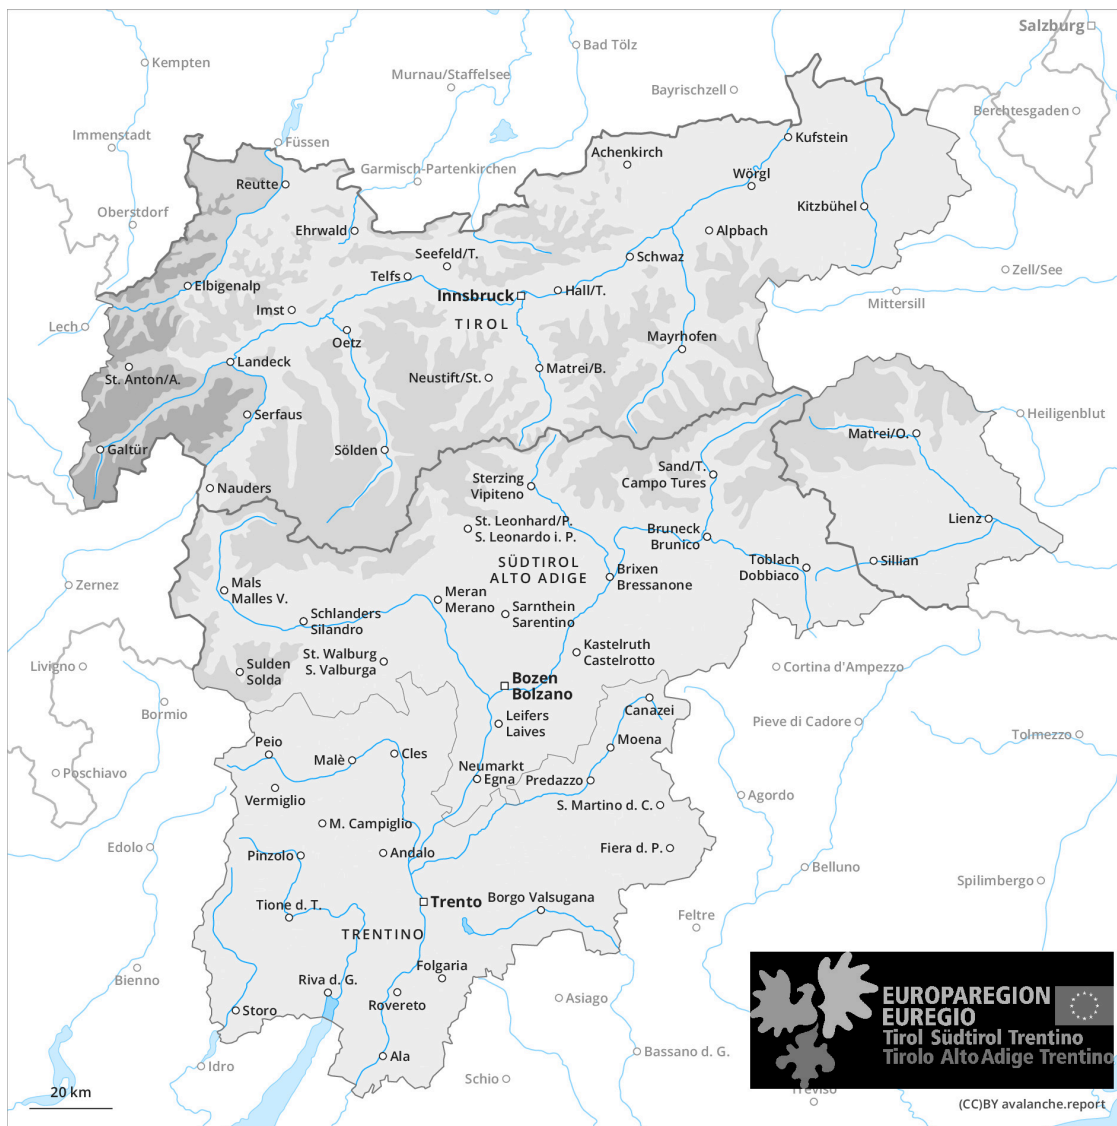 Salzburg
Bad Tölz
Kempten
Murnau/Staffelsee
Bayrischzell
Berchtesgaden
Immenstadt
Füssen
Kufstein
Achenkirch
Garmisch-Partenkirchen
Wörgl
Reutte
Kitzbühel
Oberstdorf
Ehrwald
Alpbach
Seefeld/T.
Schwaz
Zell/See
Telfs
Elbigenalp
Innsbruck
Hall/T.
Mittersill
Imst
TIROL
Lech
Oetz
Mayrhofen
Landeck
Matrei/B.
St. Anton/A.
Neustift/St.
Serfaus
Heiligenblut
Matrei/O.
Galtür
Sölden
Sand/T.
Campo Tures
Sterzing
Vipiteno
Nauders
Lienz
St. Leonhard/P.
S. Leonardo i. P.
Bruneck
Brunico
SÜDTIROL
ALTO ADIGE
Toblach
Dobbiaco
Sillian
Brixen
Bressanone
Zernez
Mals
Malles V.
Meran
Merano
Sarnthein
Sarentino
Schlanders
Silandro
Kastelruth
Castelrotto
St. Walburg
S. Valburga
Livigno
Sulden
Solda
Cortina d'Ampezzo
Bozen
Bolzano
Bormio
Canazei
Leifers
Laives
Pieve di Cadore
Tolmezzo
Peio
Cles
Moena
Malè
Poschiavo
Neumarkt
Egna
Predazzo
Vermiglio
Agordo
S. Martino d. C.
M. Campiglio
Edolo
Pinzolo
Andalo
Fiera d. P.
Belluno
Spilimbergo
Trento
Borgo Valsugana
Tione d. T.
Feltre
TRENTINO
Bienno
Folgaria
Riva d. G.
Rovereto
Asiago
Storo
EUROPAREGION
EUREGIO
Tirol Südtirol Trentino
Tirolo Alto Adige Trentino
Ala
Bassano d. G.
Idro
Schio
20 km
Treviso
(CC)BY avalanche.report